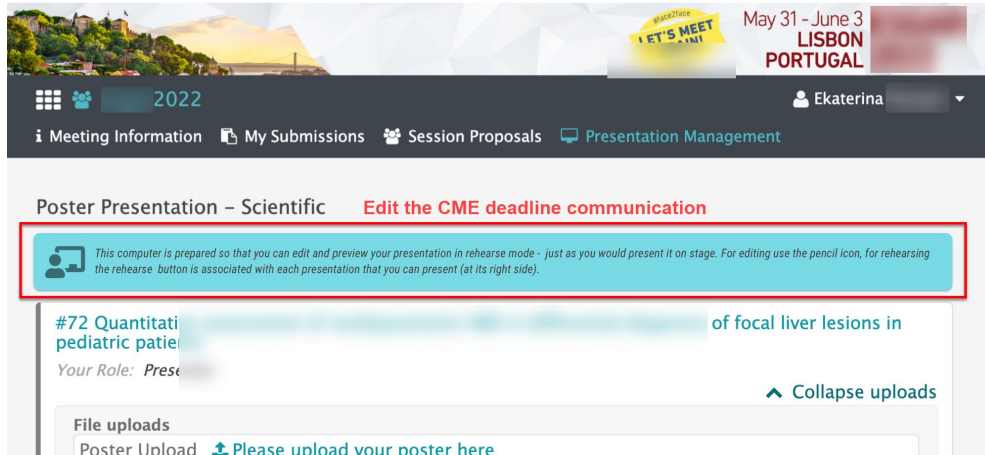 #face2face
LET'S MEET
May 31 - June 3
LISBON
PORTUGAL
2022
Ekaterina
Meeting Information My Submissions Session Proposals Presentation Management
Poster Presentation – Scientific Edit the CME deadline communication
This computer is prepared so that you can edit and preview your presentation in rehearse mode - just as you would present it on stage. For editing use the pencil icon, for rehearsing
the rehearse button is associated with each presentation that you can present (at its right side).
#72 of focal liver lesions in
pediatric
Your Role:
Collapse uploads
File uploads
Poster Upload Please upload your poster here